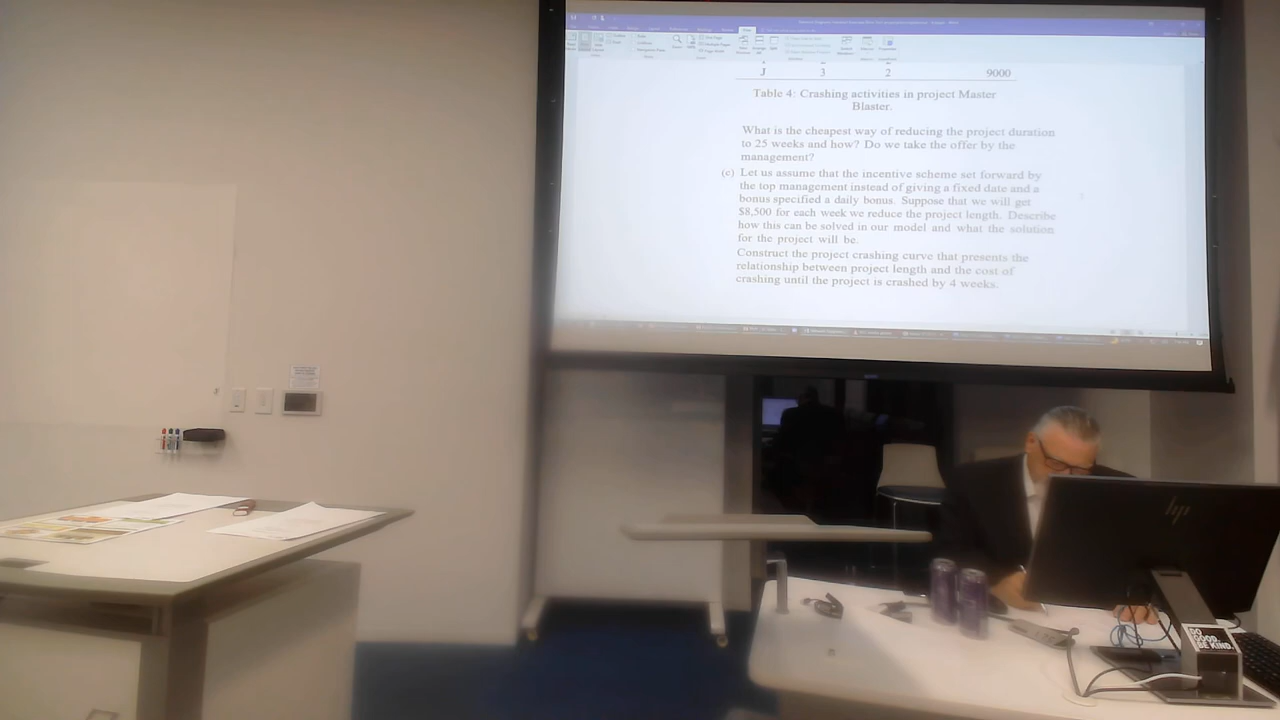 J 3 2 9000
Table 4: Crashing activities in project Master
Blaster.
What is the cheapest way of reducing the project duration
to 25 weeks and how? Do we take the offer by the
management?
(c) Let us assume that the incentive scheme set forward by
the top management instead of giving a fixed date and a
bonus specified a daily bonus. Suppose that we will get
$8,500 for each week we reduce the project length. Describe
how this can be solved in our model and what the solution
for the project will be.
Construct the project crashing curve that presents the
relationship between project length and the cost of
crashing until the project is crashed by 4 weeks.
hp
DO
GOOD.
BE KIND.